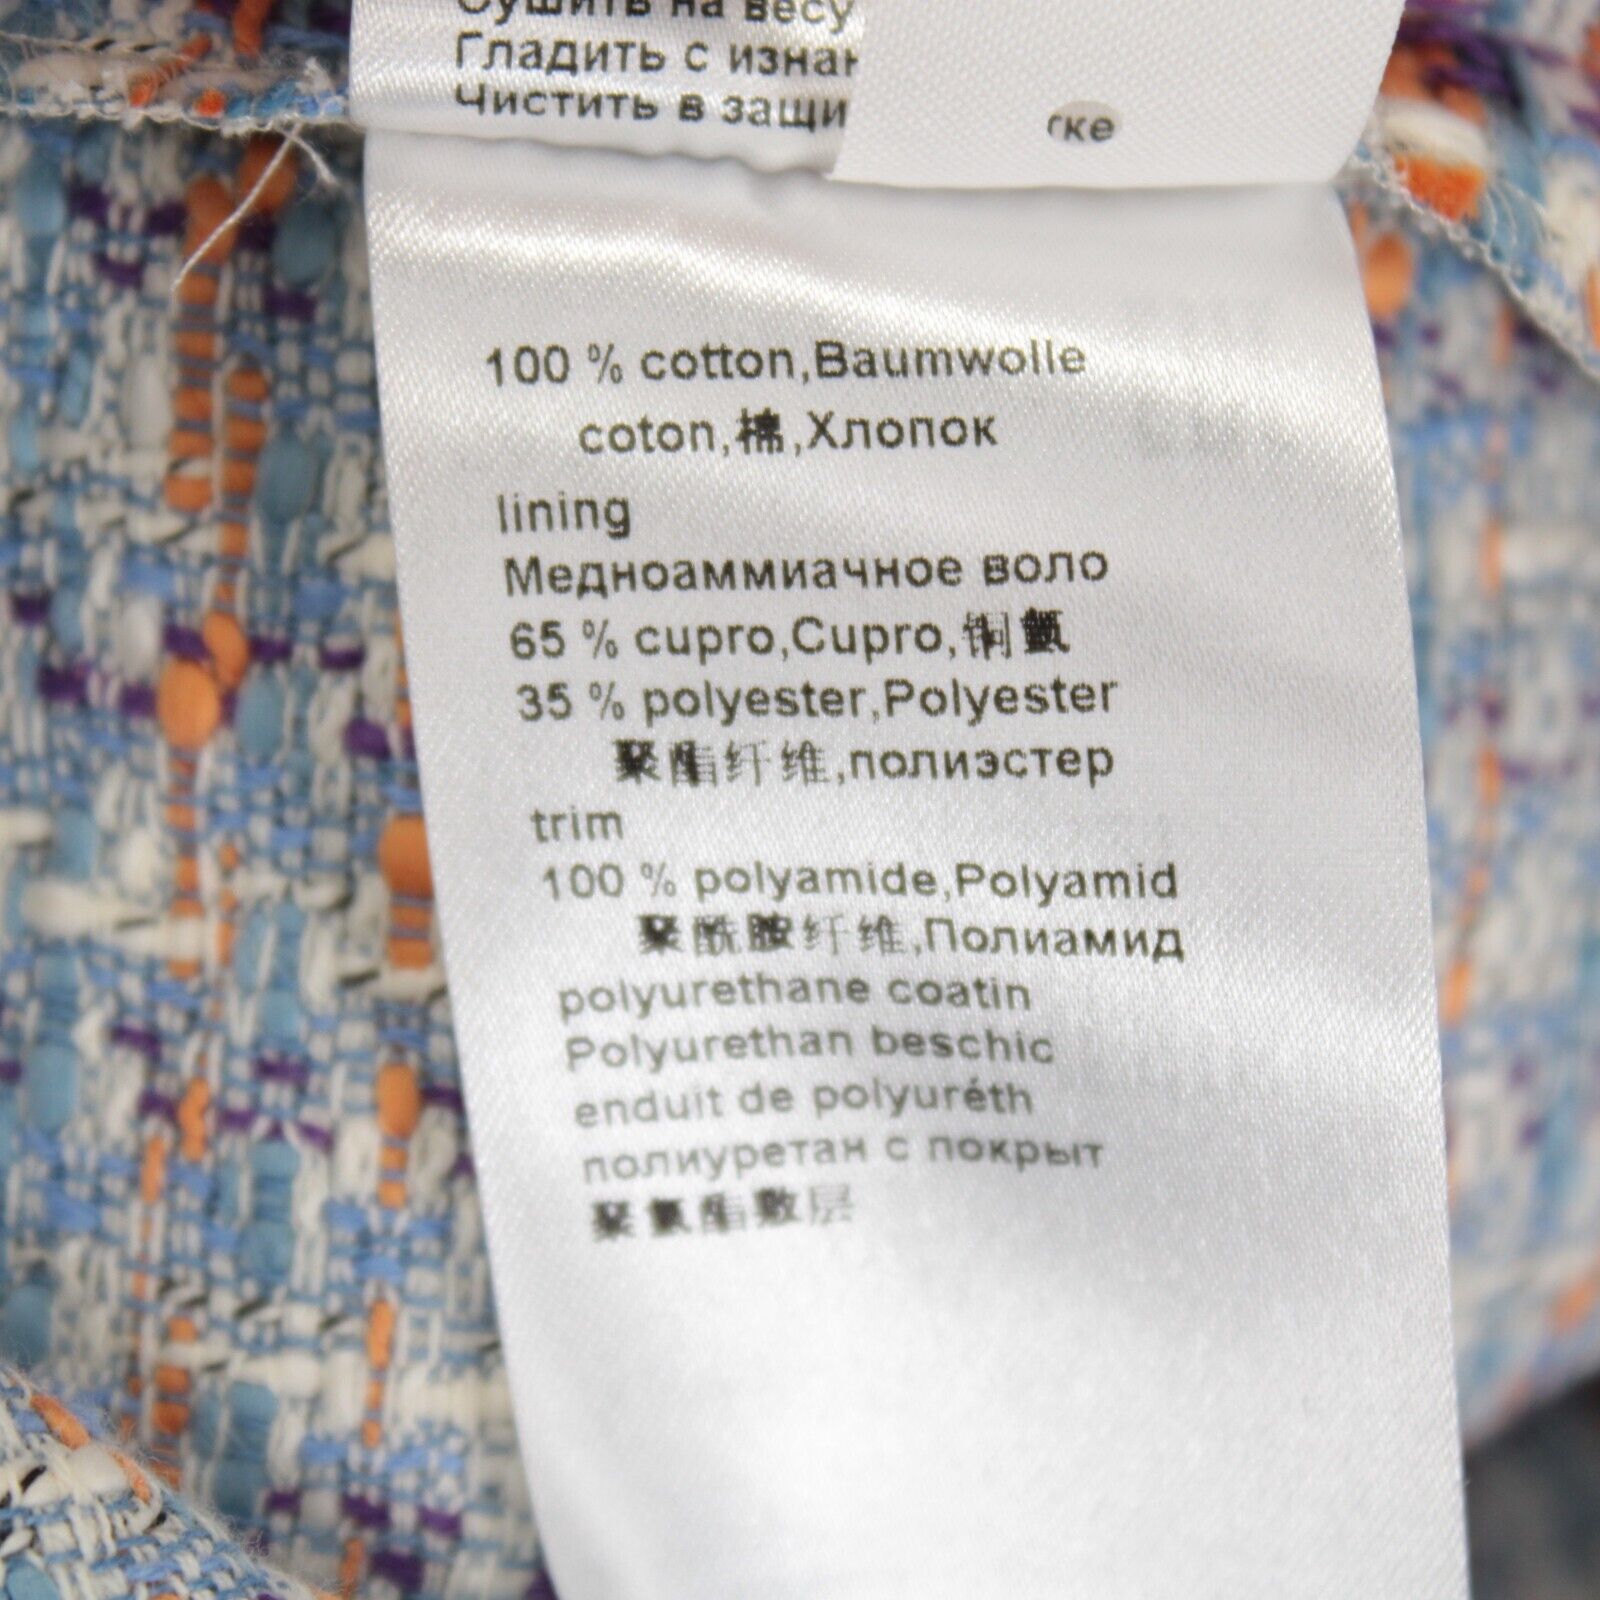 Сушить на весу
Гладить с изнан
Чистить в защи
тке
100 % cotton,Baumwolle
coton,棉,Хлопок
lining
Медноаммиачное воло
65 % cupro,Cupro,铜氨
35 % polyester,Polyester
聚酯纤维,полиэстер
trim
100 % polyamide,Polyamid
聚酰胺纤维,Полиамид
polyurethane coatin
Polyurethan beschic
enduit de polyuréth
полиуретан с покрыт
聚氨酯敷层